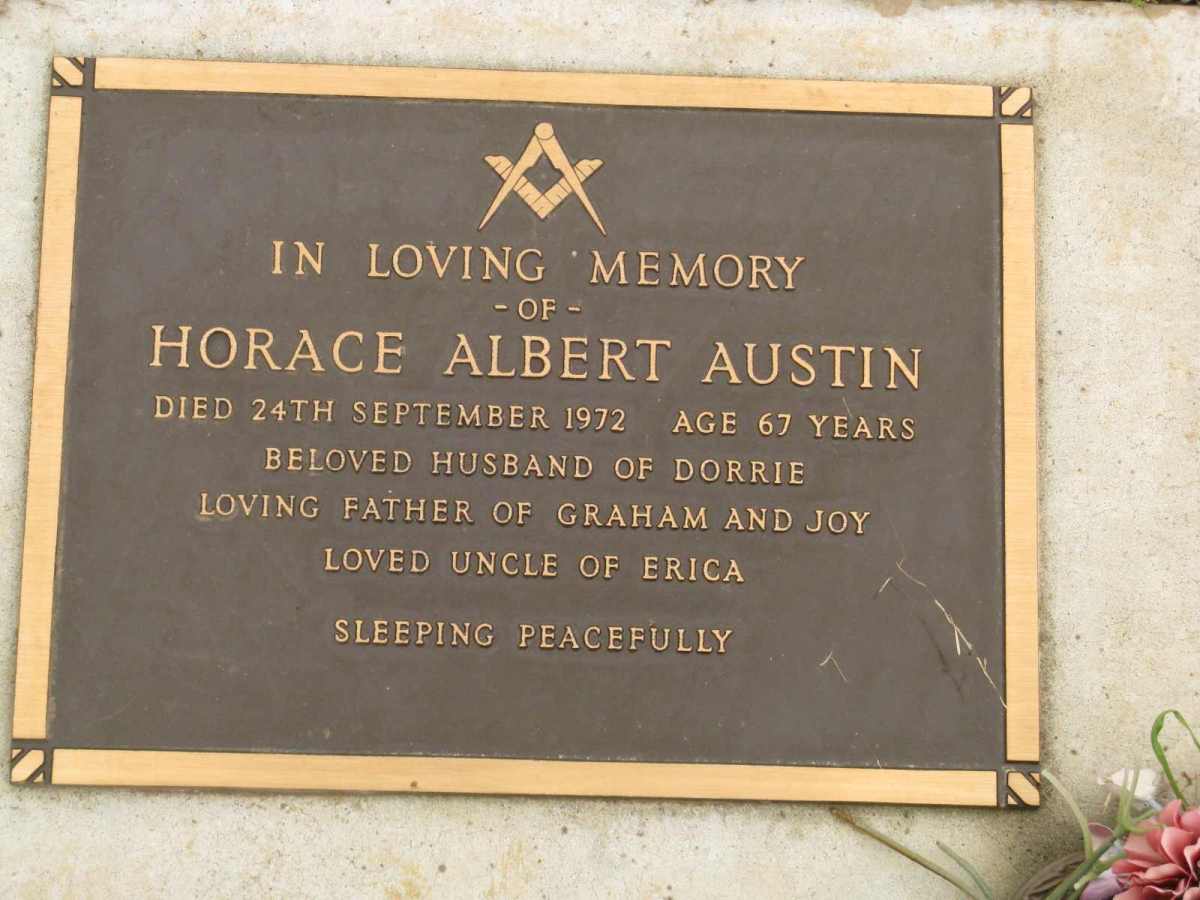 IN LOVING MEMORY
- OF -
HORACE ALBERT AUSTIN
DIED 24TH SEPTEMBER 1972 AGE 67 YEARS
BELOVED HUSBAND OF DORRIE
LOVING FATHER OF GRAHAM AND JOY
LOVED UNCLE OF ERICA
SLEEPING PEACEFULLY